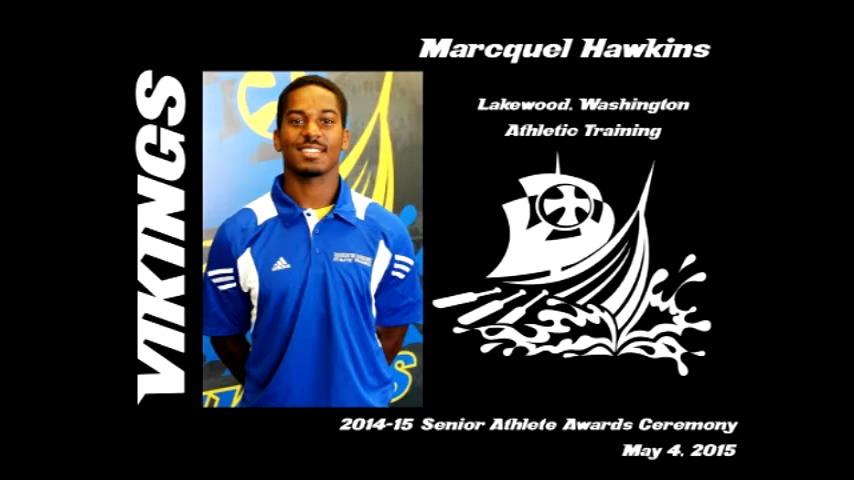 Marcquel Hawkins
Lakewood, Washington
Athletic Training
VIKINGS
2014-15 Senior Athlete Awards Ceremony
May 4, 2015